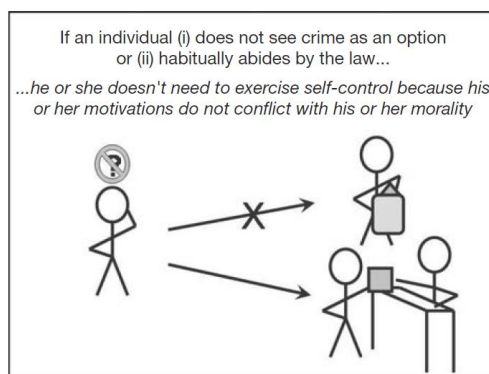 If an individual (i) does not see crime as an option
or (ii) habitually abides by the law...
...he or she doesn't need to exercise self-control because his
or her motivations do not conflict with his or her morality
?